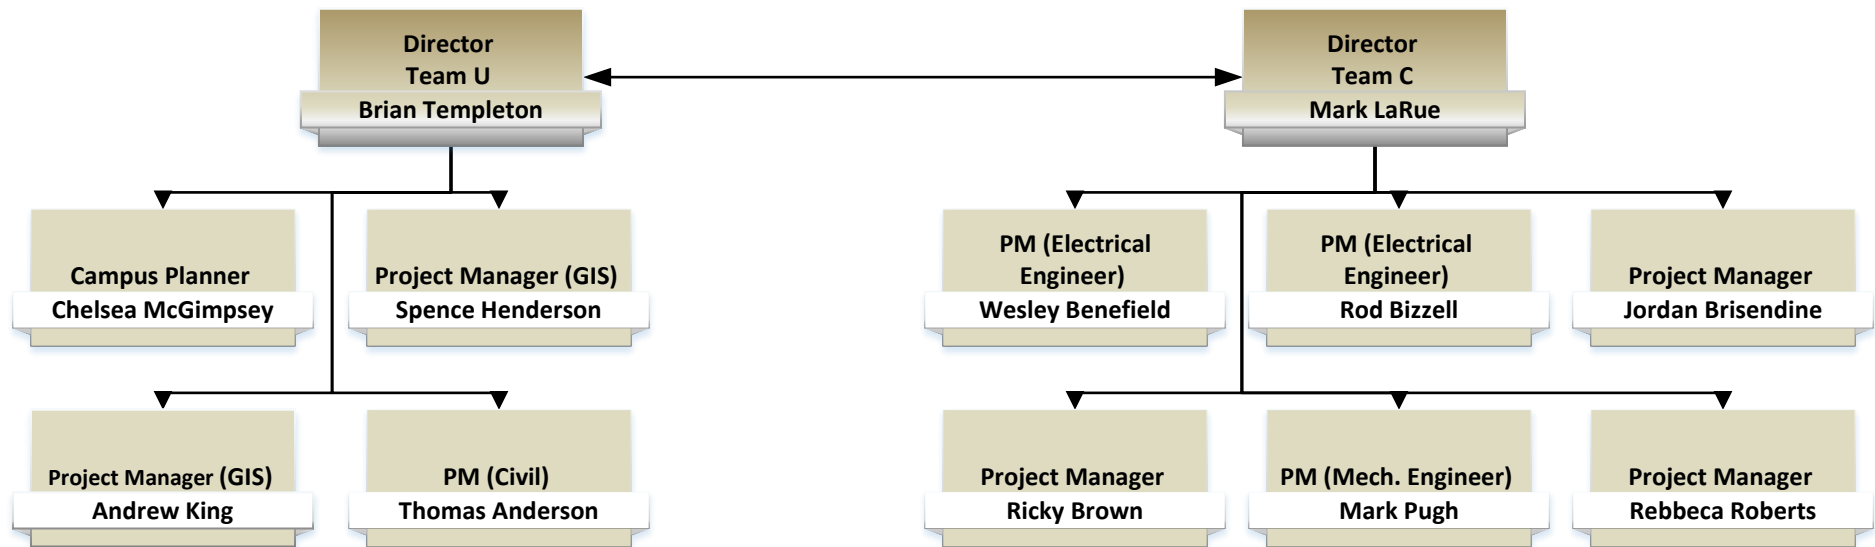 Director
Team U
Brian Templeton
Director
Team C
Mark LaRue
Campus Planner
Chelsea McGimpsey
Project Manager (GIS)
Spence Henderson
PM (Electrical
Engineer)
Wesley Benefield
PM (Electrical
Engineer)
Rod Bizzell
Project Manager
Jordan Brisendine
Project Manager (GIS)
Andrew King
PM (Civil)
Thomas Anderson
Project Manager
Ricky Brown
PM (Mech. Engineer)
Mark Pugh
Project Manager
Rebbeca Roberts